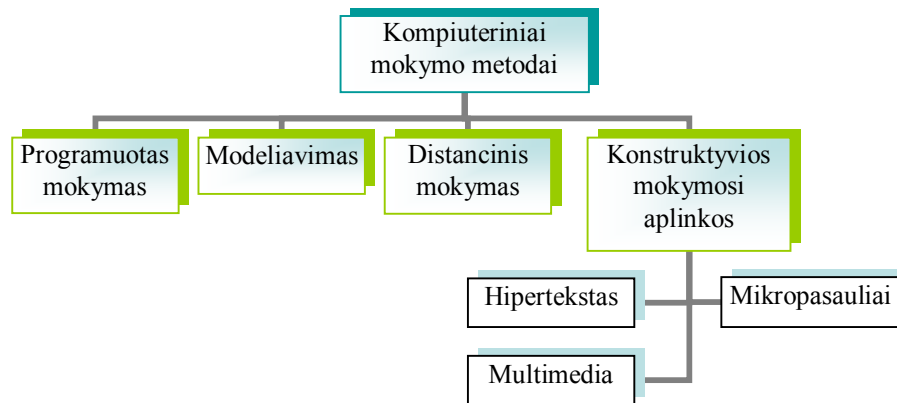 Kompiuteriniai
mokymo metodai
Programuotas
mokymas
Modeliavimas
Distancinis
mokymas
Konstruktyvios
mokymosi
aplinkos
Hipertekstas
Mikropasauliai
Multimedia